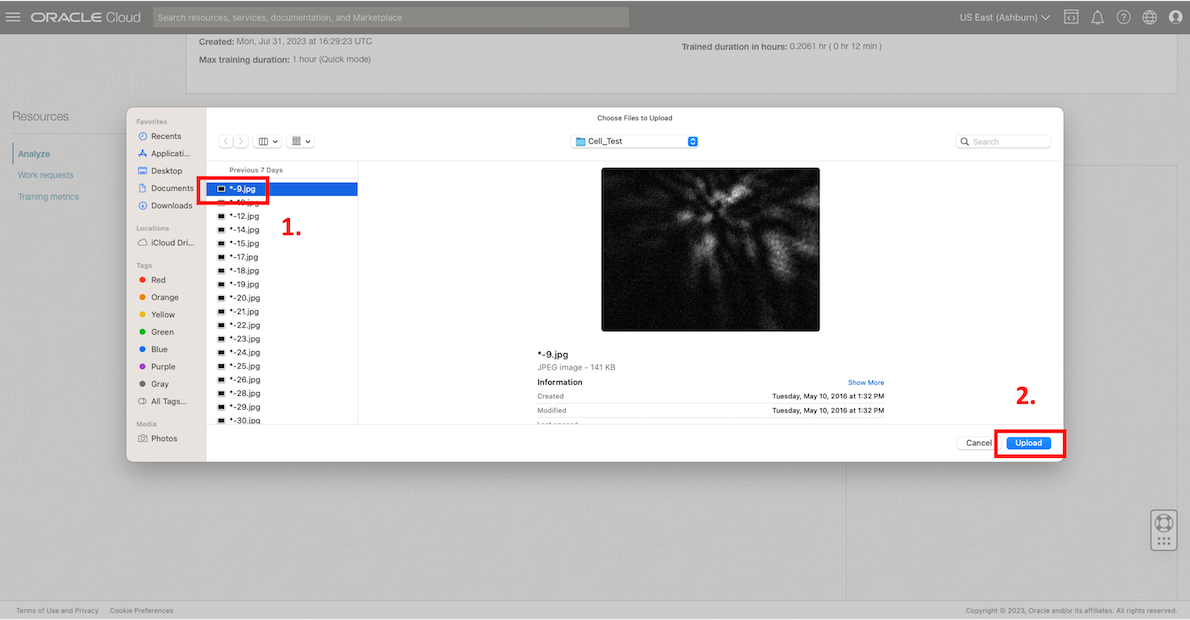 ORACLE Cloud
Search resources, services, documentation, and Marketplace
US East (Ashburn)
Created: Mon, Jul 31, 2023 at 16:29:23 UTC
Max training duration: 1 hour (Quick mode)
Trained duration in hours: 0.2061 hr ( 0 hr 12 min )
Resources
Analyze
Work requests
Training metrics
Choose Files to Upload
Favorites
Recents
Applicati...
Desktop
Documents
Downloads
Locations
iCloud Dri...
Tags
Red
Orange
Yellow
Green
Blue
Purple
Gray
All Tags...
Media
Photos
Cell_Test
Search
Previous 7 Days
*-9.jpg
*-12.jpg
*-14.jpg
*-15.jpg
*-17.jpg
*-18.jpg
*-19.jpg
*-20.jpg
*-21.jpg
*-22.jpg
*-23.jpg
*-24.jpg
*-25.jpg
*-26.jpg
*-28.jpg
*-29.jpg
*-30.jpg
1.
*-9.jpg
JPEG image - 141 KB
Information
Show More
Created
Tuesday, May 10, 2016 at 1:32 PM
Modified
Tuesday, May 10, 2016 at 1:32 PM
2.
Cancel
Upload
Terms of Use and Privacy
Cookie Preferences
Copyright © 2023, Oracle and/or its affiliates. All rights reserved.